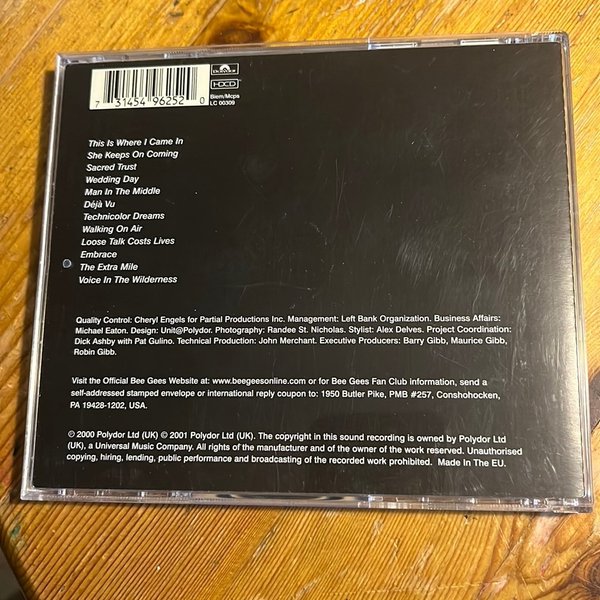 Polydor
HDCD
Biem/Mcps
LC 00309
7 31454 96252 0
This Is Where I Came In
She Keeps On Coming
Sacred Trust
Wedding Day
Man In The Middle
Déjà Vu
Technicolor Dreams
Walking On Air
Loose Talk Costs Lives
Embrace
The Extra Mile
Voice In The Wilderness
Quality Control: Cheryl Engels for Partial Productions Inc. Management: Left Bank Organization. Business Affairs:
Michael Eaton. Design: Unit@Polydor. Photography: Randee St. Nicholas. Stylist: Alex Delves. Project Coordination:
Dick Ashby with Pat Gulino. Technical Production: John Merchant. Executive Producers: Barry Gibb, Maurice Gibb,
Robin Gibb.
Visit the Official Bee Gees Website at: www.beegeesonline.com or for Bee Gees Fan Club information, send a
self-addressed stamped envelope or international reply coupon to: 1950 Butler Pike, PMB #257, Conshohocken,
PA 19428-1202, USA.
℗ 2000 Polydor Ltd (UK) © 2001 Polydor Ltd (UK). The copyright in this sound recording is owned by Polydor Ltd
(UK), a Universal Music Company. All rights of the manufacturer and of the owner of the work reserved. Unauthorised
copying, hiring, lending, public performance and broadcasting of the recorded work prohibited. Made In The EU.